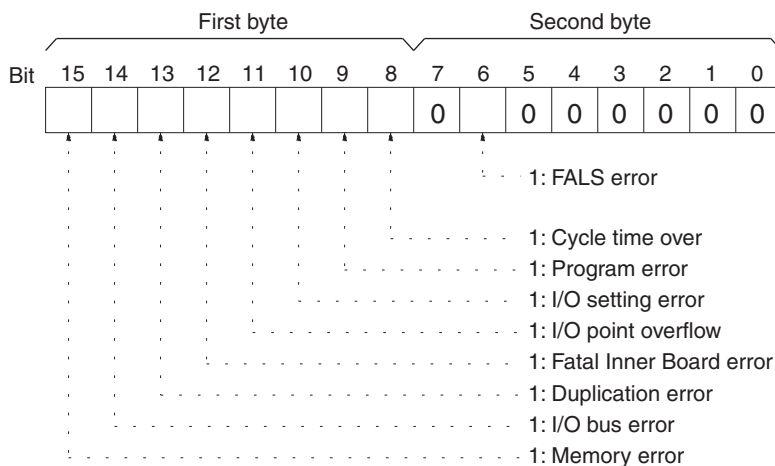 First byte Second byte
Bit 15 14 13 12 11 10 9 8 7 6 5 4 3 2 1 0
0 0 0 0 0 0 0
1: FALS error
1: Cycle time over
1: Program error
1: I/O setting error
1: I/O point overflow
1: Fatal Inner Board error
1: Duplication error
1: I/O bus error
1: Memory error